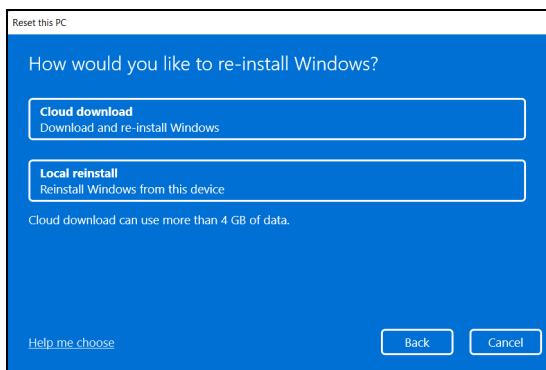 Reset this PC
How would you like to re-install Windows?
Cloud download
Download and re-install Windows
Local reinstall
Reinstall Windows from this device
Cloud download can use more than 4 GB of data.
Help me choose
Back
Cancel